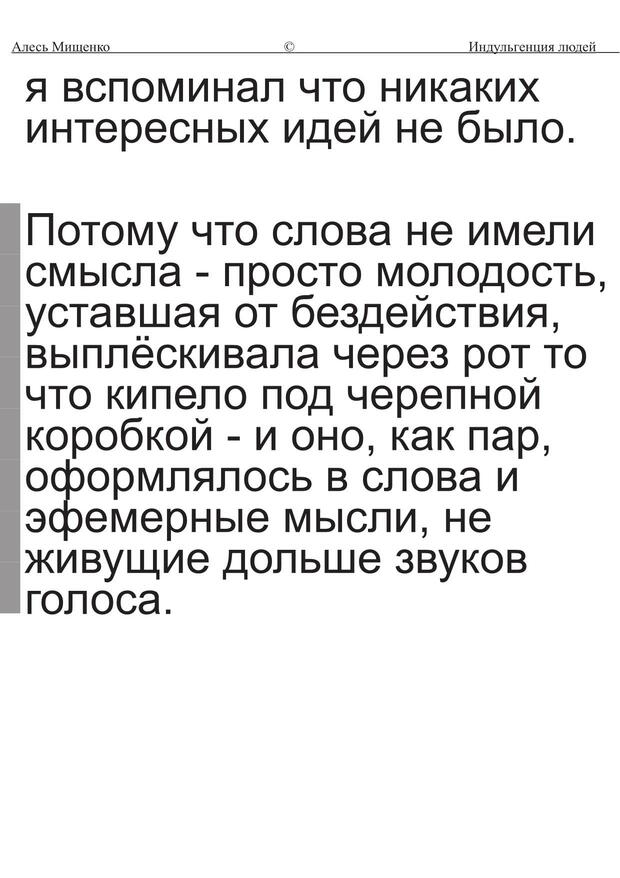 Алесь Мищенко © Индульгенция людей
я вспоминал что никаких
интересных идей не было.
Потому что слова не имели
смысла - просто молодость,
уставшая от бездействия,
выплёскивала через рот то
что кипело под черепной
коробкой - и оно, как пар,
оформлялось в слова и
эфемерные мысли, не
живущие дольше звуков
голоса.